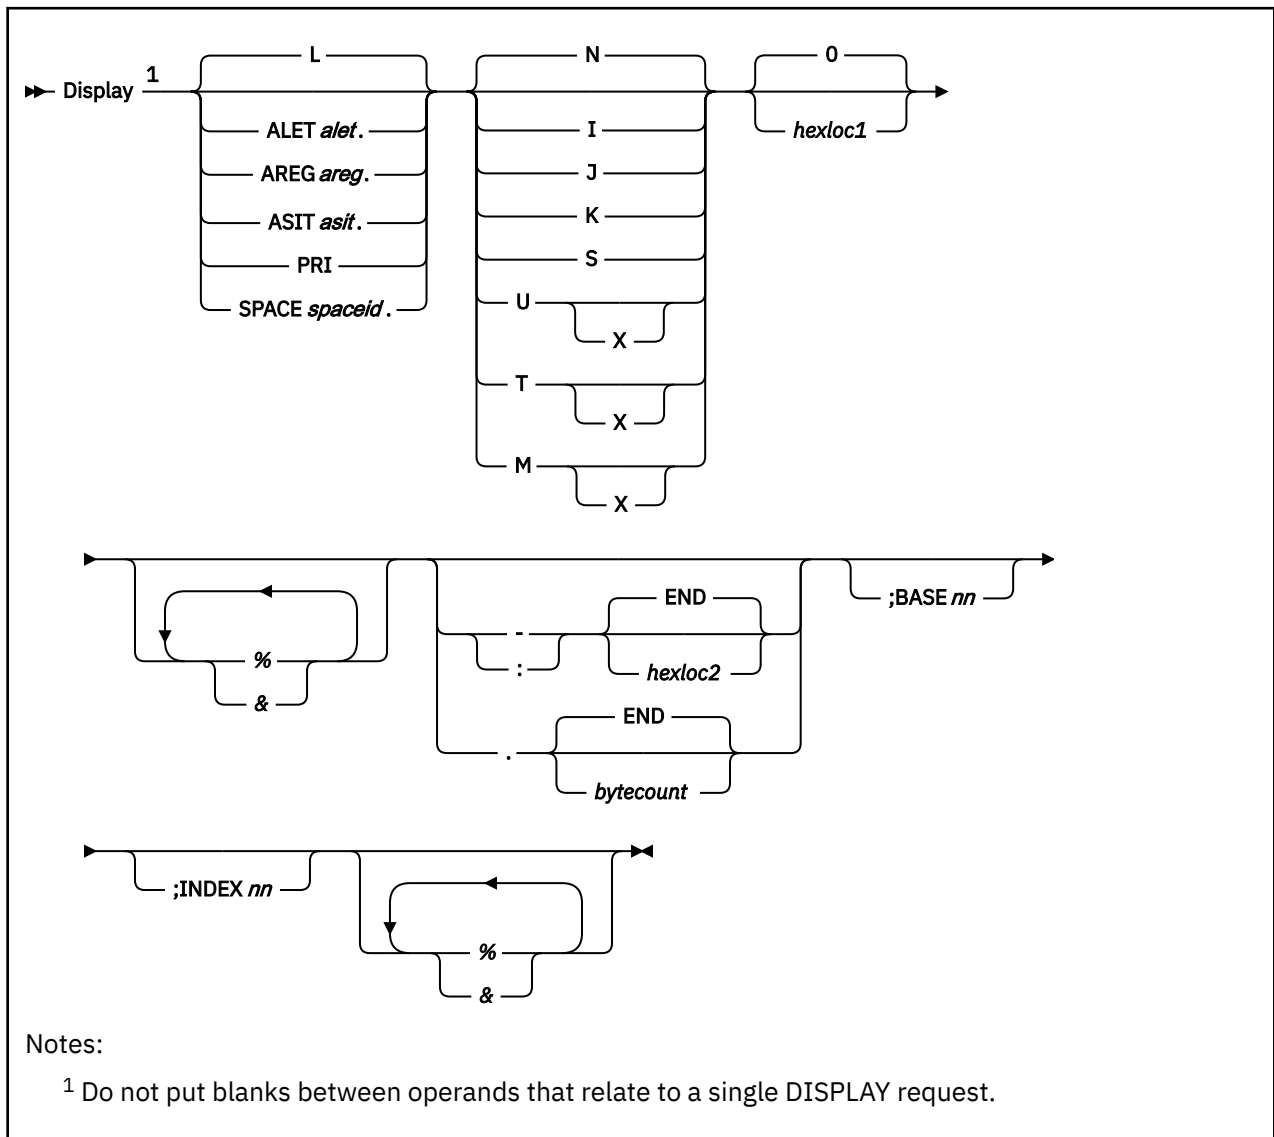 L N 0
Display 1
ALET alet. I hexloc1
AREG areg. J
ASIT asit. K
PRI S
SPACE spaceid. U
X
T
X
M
X
END ;BASE nn
-
% : hexloc2
&
END
.
bytecount
;INDEX nn
%
&
Notes:
1 Do not put blanks between operands that relate to a single DISPLAY request.